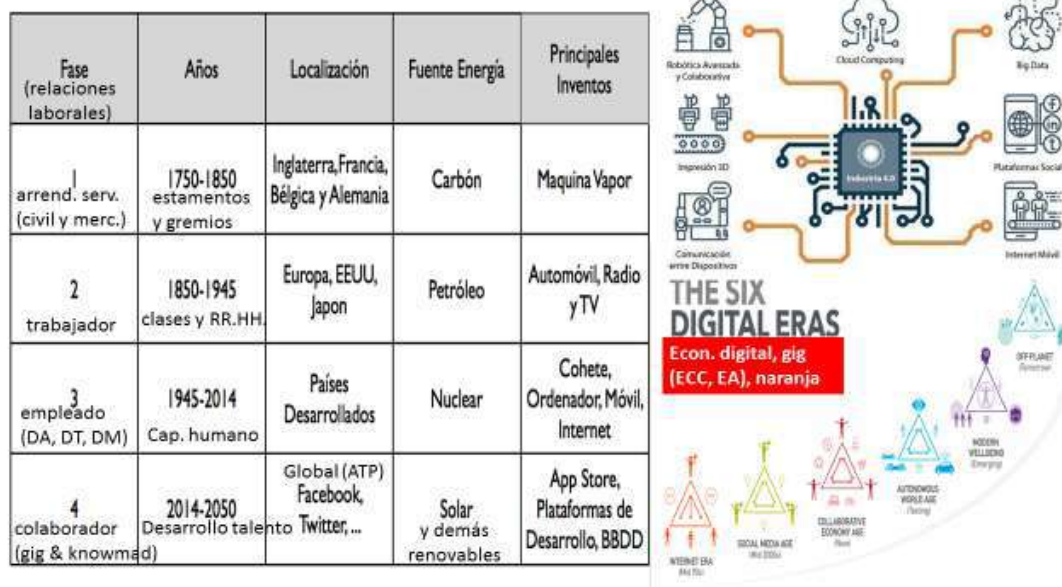 Fase
(relaciones
laborales)
Años
Localización
Fuente Energía
Principales
Inventos
1
arrend. serv.
(civil y merc.)
1750-1850
estamentos
y gremios
Inglaterra,Francia,
Bélgica y Alemania
Carbón
Maquina Vapor
2
trabajador
1850-1945
clases y RR.HH.
Europa, EEUU,
Japon
Petróleo
Automóvil, Radio
y TV
3
empleado
(DA, DT, DM)
1945-2014
Cap. humano
Países
Desarrollados
Nuclear
Cohete,
Ordenador, Móvil,
Internet
4
colaborador
(gig & knowmad)
2014-2050
Desarrollo talento
Global (ATP)
Facebook,
Twitter, ...
Solar
y demás
renovables
App Store,
Plataformas de
Desarrollo, BBDD
Robótica Avanzada
y Colaborativa
Cloud Computing
Big Data
Impresión 3D
Industria 4.0
Plataformas Social
Comunicación
entre Dispositivos
Internet Móvil
THE SIX
DIGITAL ERAS
Econ. digital, gig
(ECC, EA), naranja
OFF PLANET
MODERN
WELLBEING
(Emerging)
AUTONOMOUS
WORLD AGE
COLLABORATIVE
ECONOMY AGE
(Now)
SOCIAL MEDIA AGE
INTERNET ERA